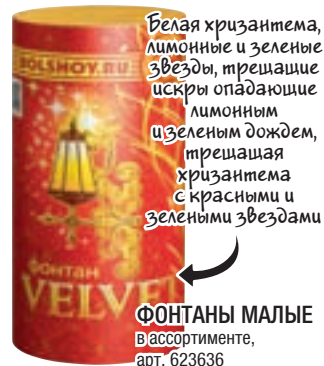 Белая хризантема,
лимонные и зеленые
звезды, трещащие
искры опадающие
лимонным
и зеленым дождем,
трещащая
хризантема
с красными и
зелеными звездами
BOLSHOY.RU
ФОНТАН
VELVET
ФОНТАНЫ МАЛЫЕ
в ассортименте,
арт. 623636